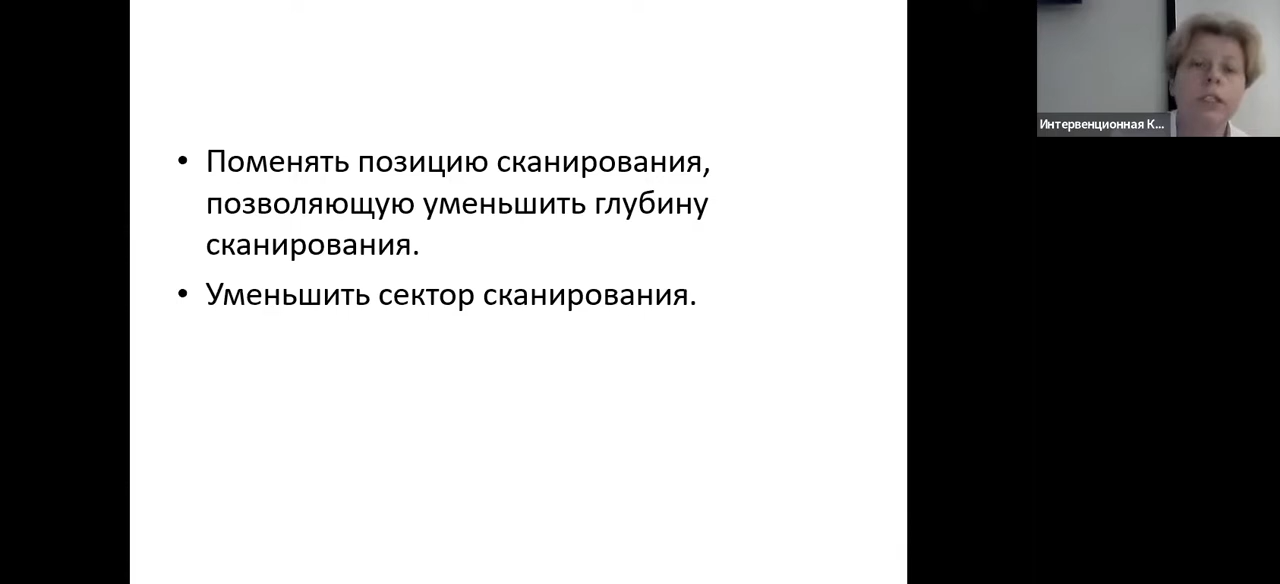 • Поменять позицию сканирования,
позволяющую уменьшить глубину
сканирования.
• Уменьшить сектор сканирования.
Интервенционная К...